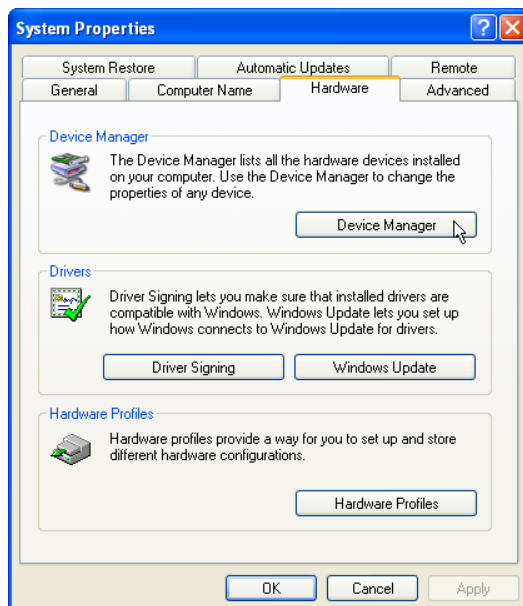 System Properties
System Restore Automatic Updates Remote
General Computer Name Hardware Advanced
Device Manager
The Device Manager lists all the hardware devices installed
on your computer. Use the Device Manager to change the
properties of any device.
Device Manager
Drivers
Driver Signing lets you make sure that installed drivers are
compatible with Windows. Windows Update lets you set up
how Windows connects to Windows Update for drivers.
Driver Signing Windows Update
Hardware Profiles
Hardware profiles provide a way for you to set up and store
different hardware configurations.
Hardware Profiles
OK Cancel Apply